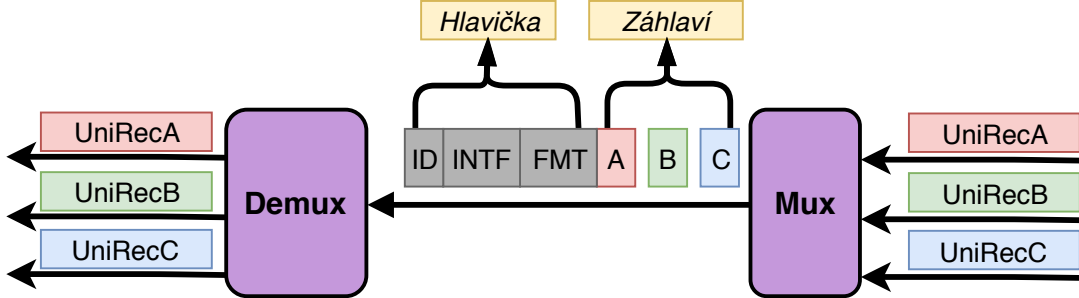 Hlavička Záhlaví
UniRecA
UniRecB
UniRecC
Demux
ID INTF FMT A B C
Mux
UniRecA
UniRecB
UniRecC